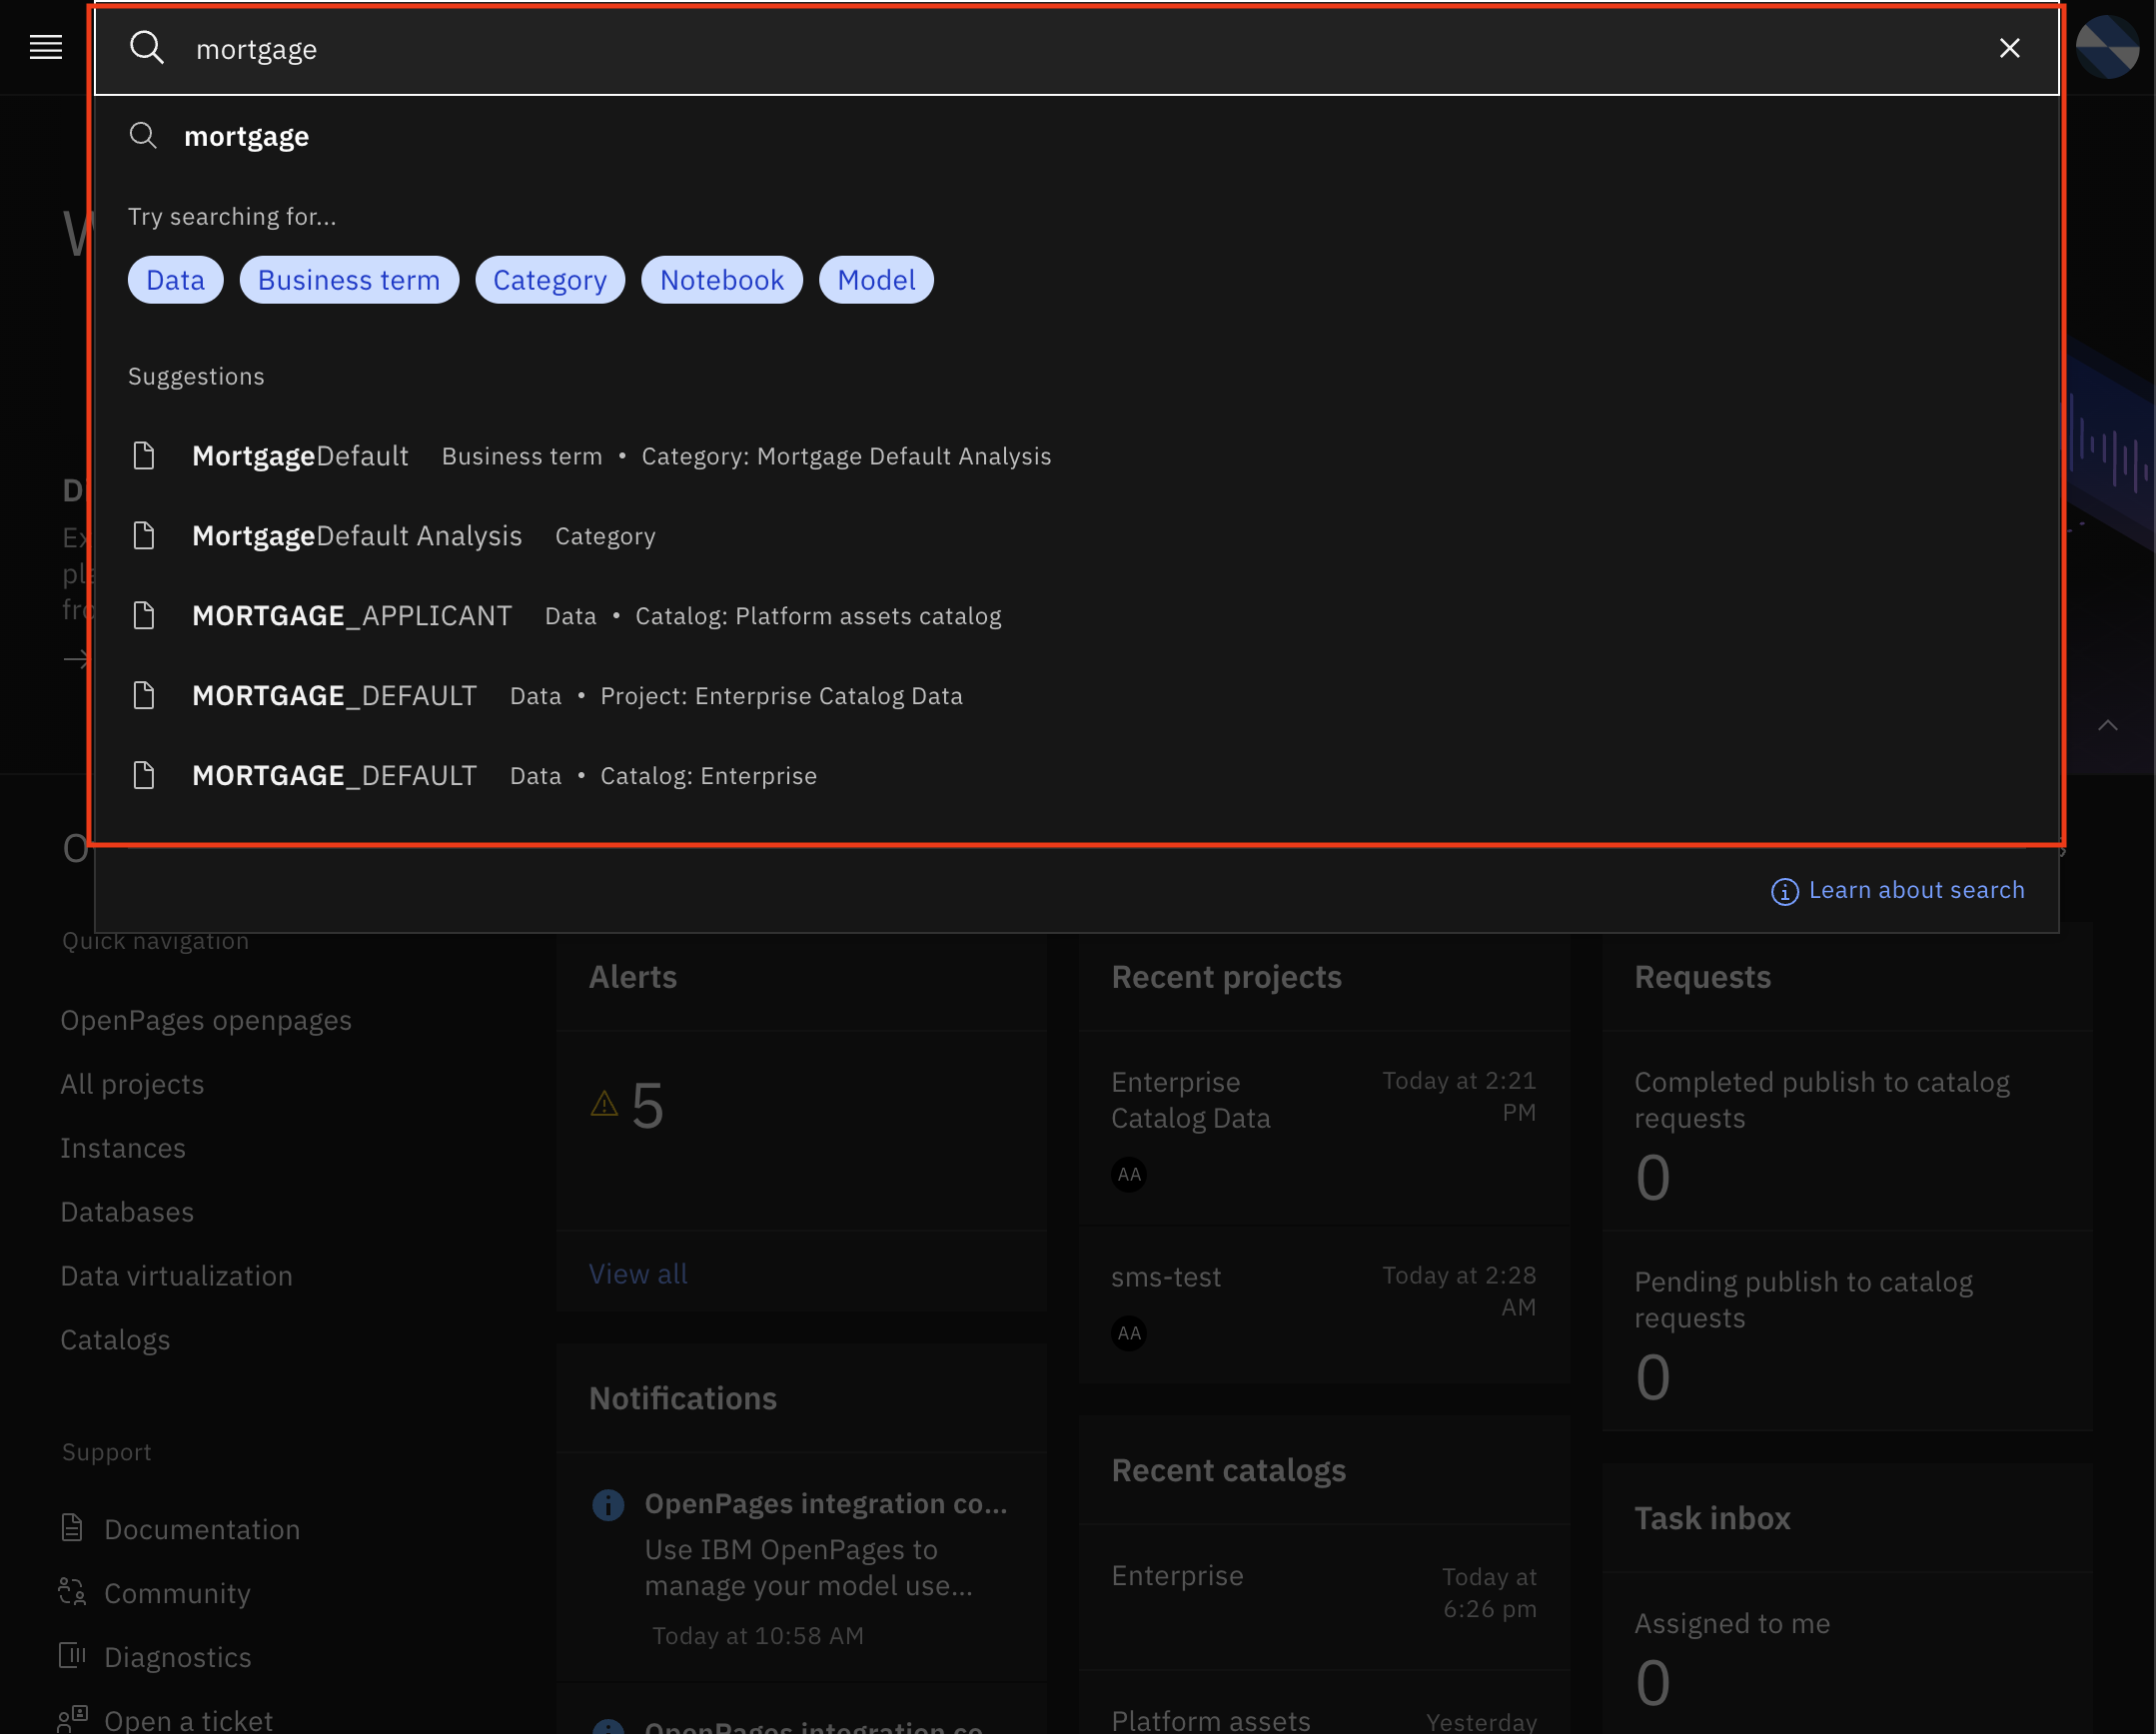 mortgage
mortgage
Try searching for...
Data Business term Category Notebook Model
Suggestions
MortgageDefault Business term • Category: Mortgage Default Analysis
MortgageDefault Analysis Category
MORTGAGE_APPLICANT Data • Catalog: Platform assets catalog
MORTGAGE_DEFAULT Data • Project: Enterprise Catalog Data
MORTGAGE_DEFAULT Data • Catalog: Enterprise
Learn about search
Quick navigation
OpenPages openpages
All projects
Instances
Databases
Data virtualization
Catalogs
Support
Documentation
Community
Diagnostics
Open a ticket
Alerts
5
View all
Notifications
OpenPages integration co...
Use IBM OpenPages to
manage your model use...
Today at 10:58 AM
OpenPages integration co...
Recent projects
Enterprise
Catalog Data
Today at 2:21
PM
AA
sms-test
Today at 2:28
AM
AA
Recent catalogs
Enterprise
Today at
6:26 pm
Platform assets
Yesterday
Requests
Completed publish to catalog
requests
0
Pending publish to catalog
requests
0
Task inbox
Assigned to me
0